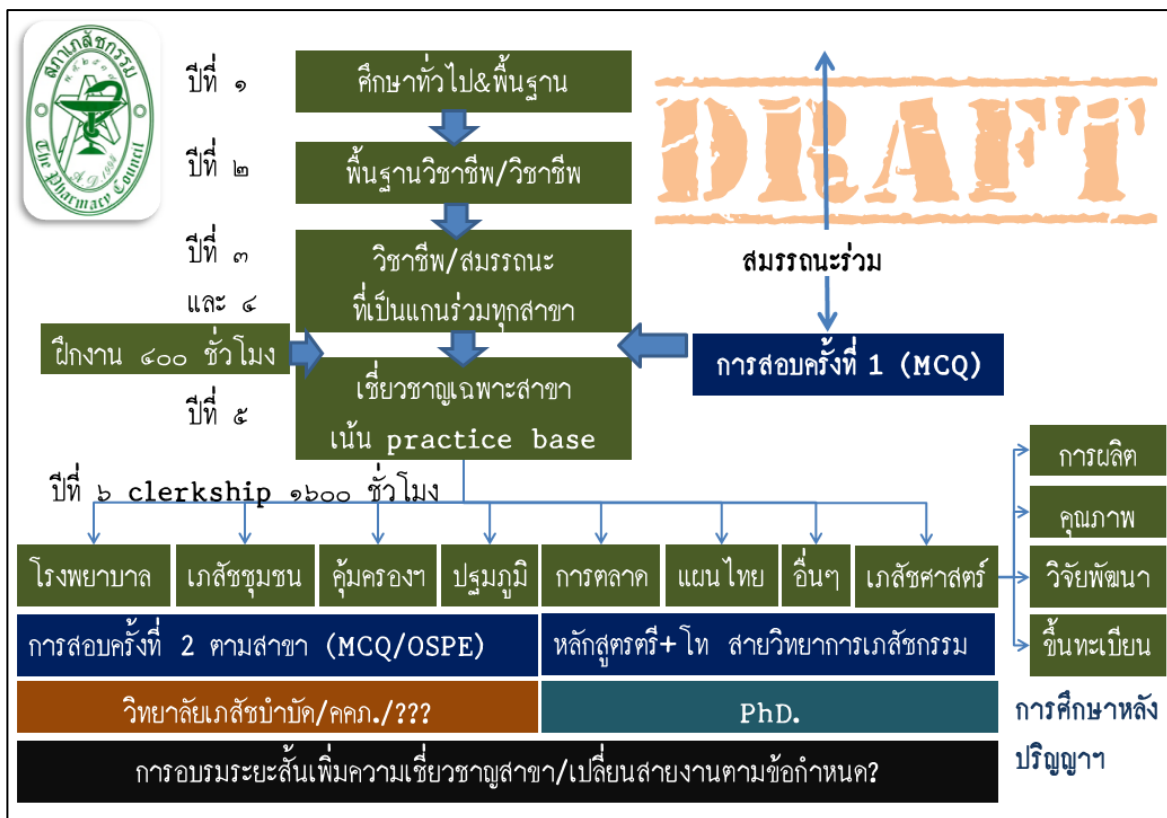 สภาเภสัชกรรม
The Pharmacy Council
DRAFT
ปีที่ ๑
ศึกษาทั่วไป&พื้นฐาน
ปีที่ ๒
พื้นฐานวิชาชีพ/วิชาชีพ
ปีที่ ๓
และ ๔
วิชาชีพ/สมรรถนะ
ที่เป็นแกนร่วมทุกสาขา
สมรรถนะร่วม
ฝึกงาน ๔๐๐ ชั่วโมง
การสอบครั้งที่ 1 (MCQ)
ปีที่ ๕
เชี่ยวชาญเฉพาะสาขา
เน้น practice base
ปีที่ ๖ clerkship ๑๖๐๐ ชั่วโมง
โรงพยาบาล
เภสัชชุมชน
คุ้มครองฯ
ปฐมภูมิ
การตลาด
แผนไทย
อื่นๆ
เภสัชศาสตร์
การผลิต
คุณภาพ
วิจัยพัฒนา
ขึ้นทะเบียน
การสอบครั้งที่ 2 ตามสาขา (MCQ/OSPE)
หลักสูตรตรี+โท สายวิทยาการเภสัชกรรม
วิทยาลัยเภสัชบำบัด/คคภ./???
PhD.
การศึกษาหลัง
ปริญญาฯ
การอบรมระยะสั้นเพิ่มความเชี่ยวชาญสาขา/เปลี่ยนสายงานตามข้อกำหนด?